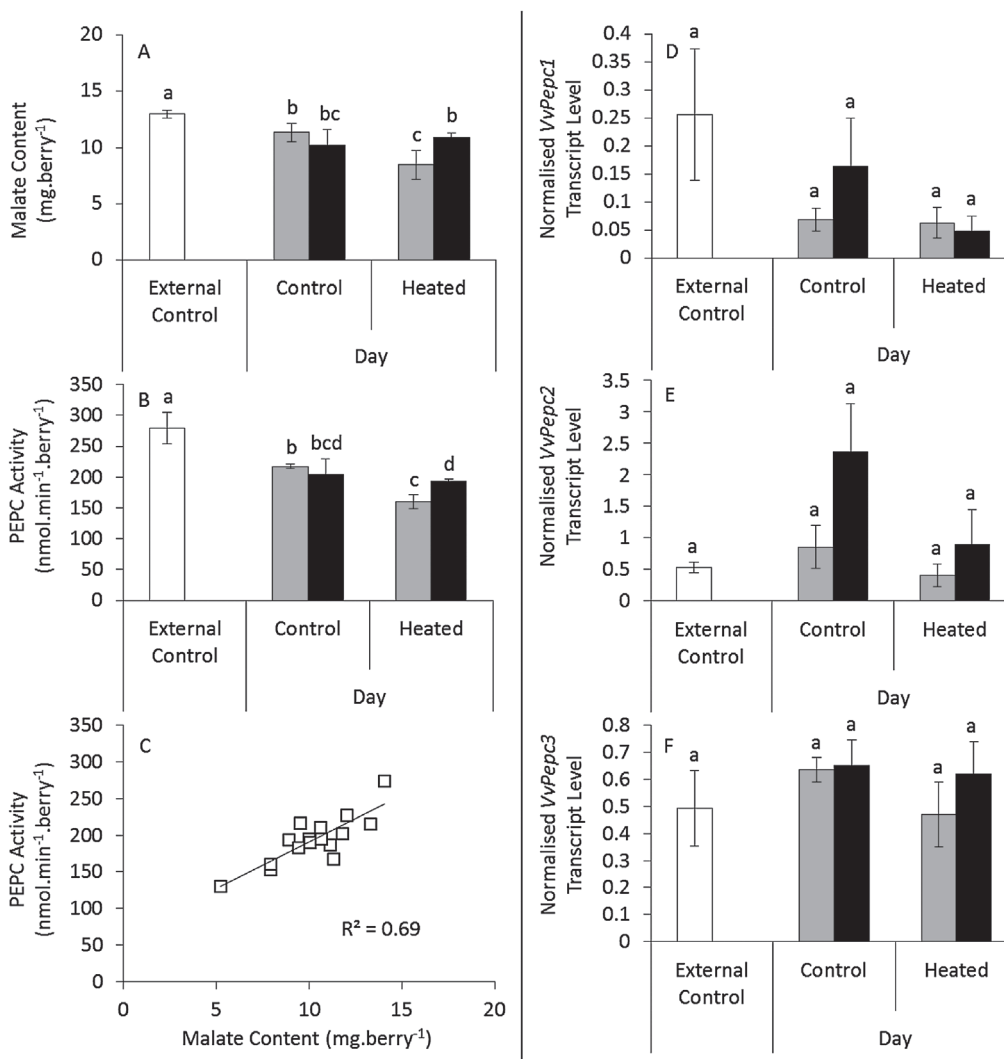 A
20
15
10
5
0
Malate Content
(mg.berry⁻¹)
a
b
bc
c
b
External
Control
Control
Heated
Day
B
350
300
250
200
150
100
50
0
PEPC Activity
(nmol.min⁻¹.berry⁻¹)
a
b
bcd
c
d
External
Control
Control
Heated
Day
C
350
300
250
200
150
100
50
0
PEPC Activity
(nmol.min⁻¹.berry⁻¹)
R² = 0.69
0
5
10
15
20
Malate Content (mg.berry⁻¹)
D
0.4
0.35
0.3
0.25
0.2
0.15
0.1
0.05
0
Normalised VvPepc1
Transcript Level
a
a
a
a
a
External
Control
Control
Heated
Day
E
3.5
3
2.5
2
1.5
1
0.5
0
Normalised VvPepc2
Transcript Level
a
a
a
a
a
External
Control
Control
Heated
Day
F
0.8
0.7
0.6
0.5
0.4
0.3
0.2
0.1
0
Normalised VvPepc3
Transcript Level
a
a
a
a
a
External
Control
Control
Heated
Day